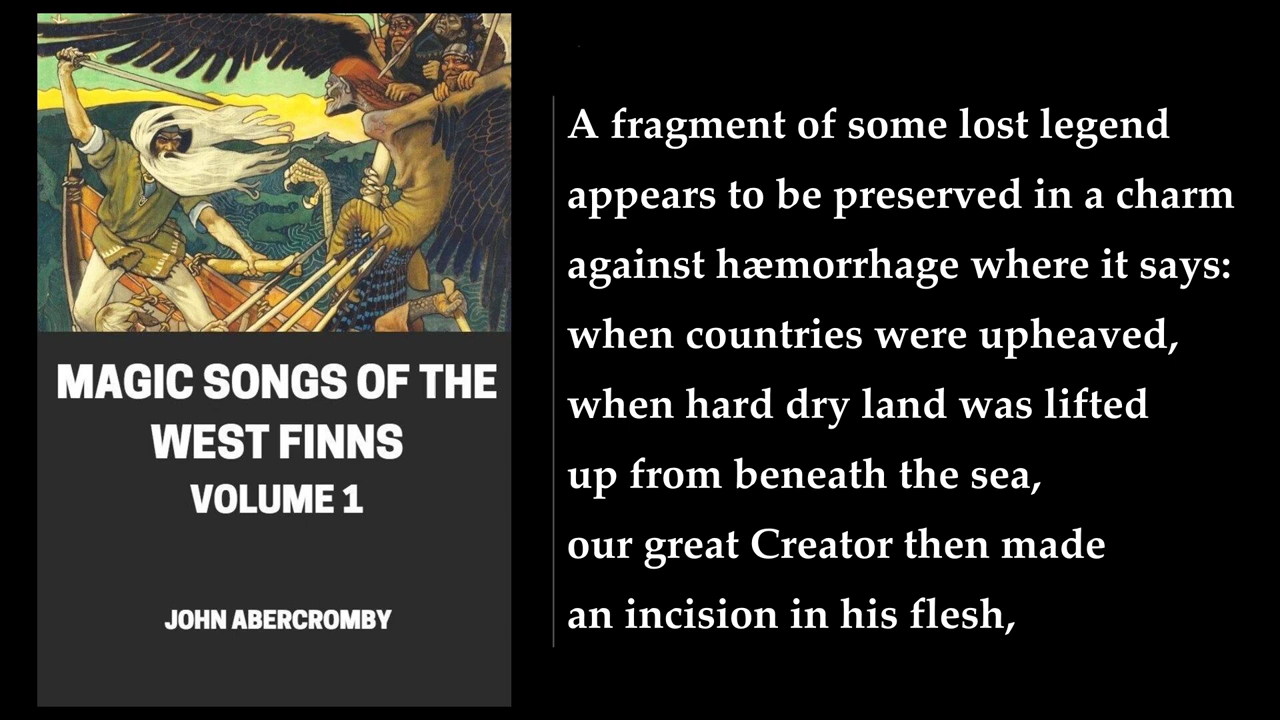 MAGIC SONGS OF THE
WEST FINNS
VOLUME 1
JOHN ABERCROMBY
A fragment of some lost legend
appears to be preserved in a charm
against hæmorrhage where it says:
when countries were upheaved,
when hard dry land was lifted
up from beneath the sea,
our great Creator then made
an incision in his flesh,